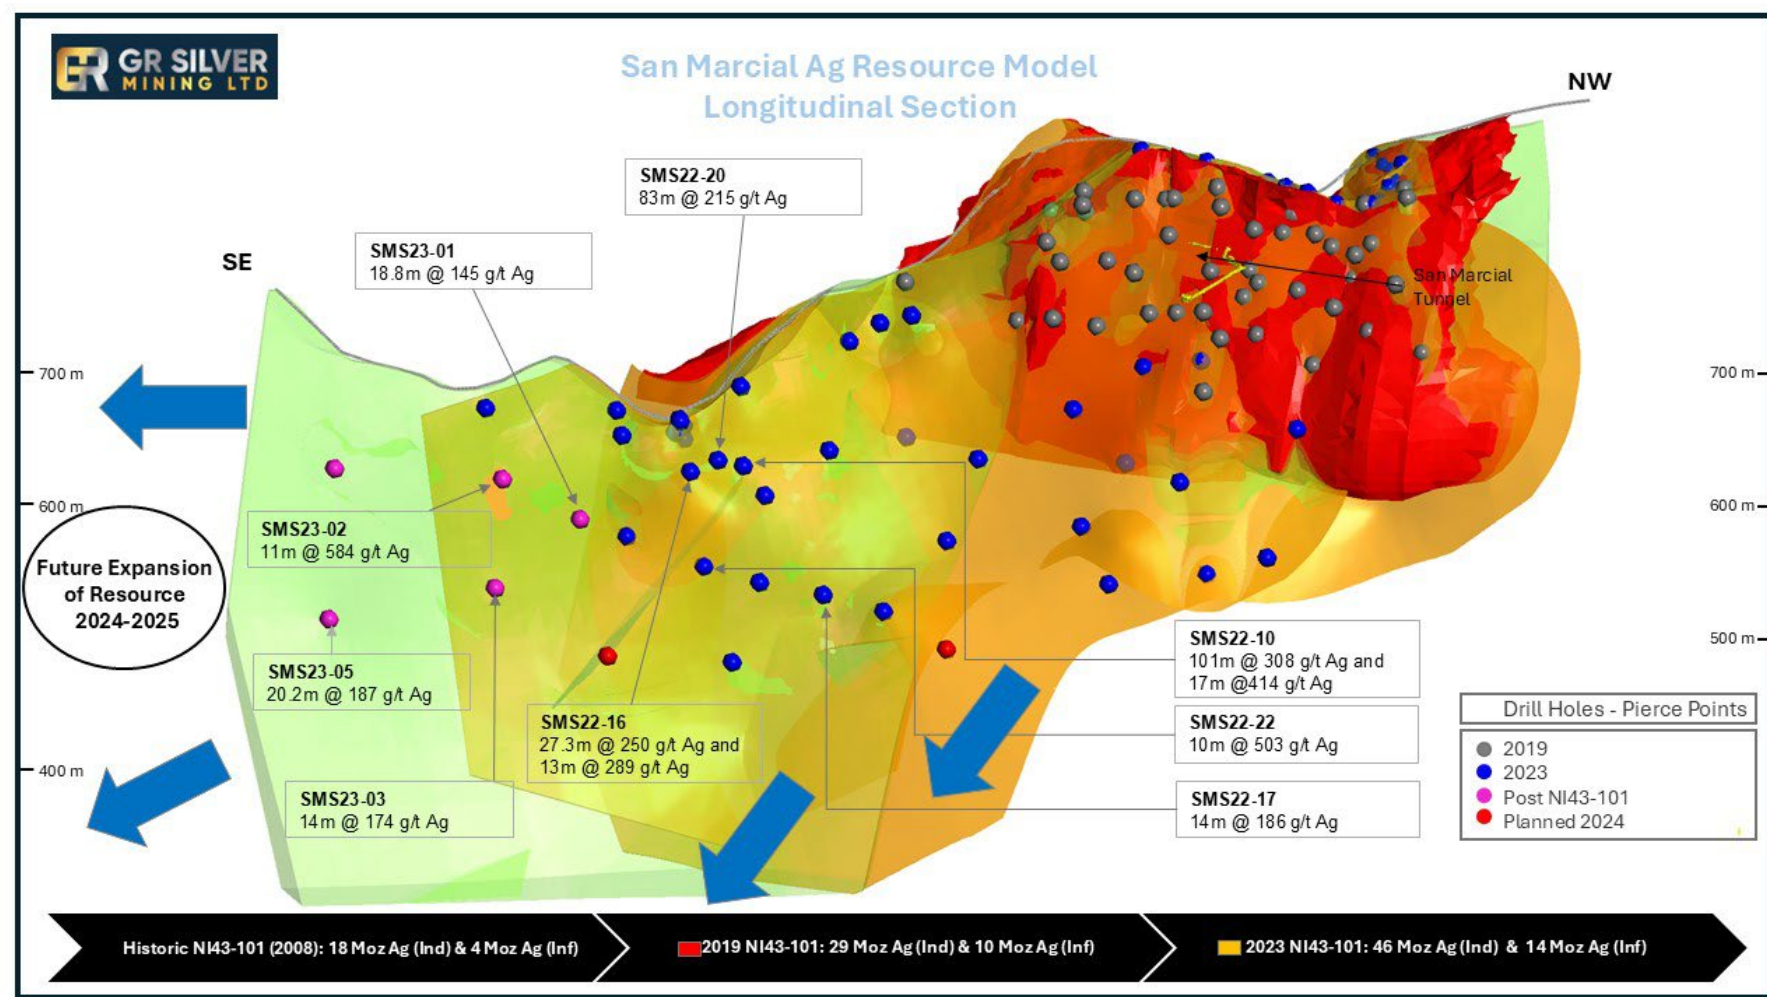 GR SILVER
MINING LTD
San Marcial Ag Resource Model
Longitudinal Section
NW
SE
SMS22-20
83m @ 215 g/t Ag
SMS23-01
18.8m @ 145 g/t Ag
San Marcial
Tunnel
700 m
700 m
600 m
600 m
500 m
400 m
SMS23-02
11m @ 584 g/t Ag
Future Expansion
of Resource
2024-2025
SMS23-05
20.2m @ 187 g/t Ag
SMS22-16
27.3m @ 250 g/t Ag and
13m @ 289 g/t Ag
SMS23-03
14m @ 174 g/t Ag
SMS22-10
101m @ 308 g/t Ag and
17m @414 g/t Ag
SMS22-22
10m @ 503 g/t Ag
SMS22-17
14m @ 186 g/t Ag
Drill Holes - Pierce Points
2019
2023
Post NI43-101
Planned 2024
Historic NI43-101 (2008): 18 Moz Ag (Ind) & 4 Moz Ag (Inf)
2019 NI43-101: 29 Moz Ag (Ind) & 10 Moz Ag (Inf)
2023 NI43-101: 46 Moz Ag (Ind) & 14 Moz Ag (Inf)